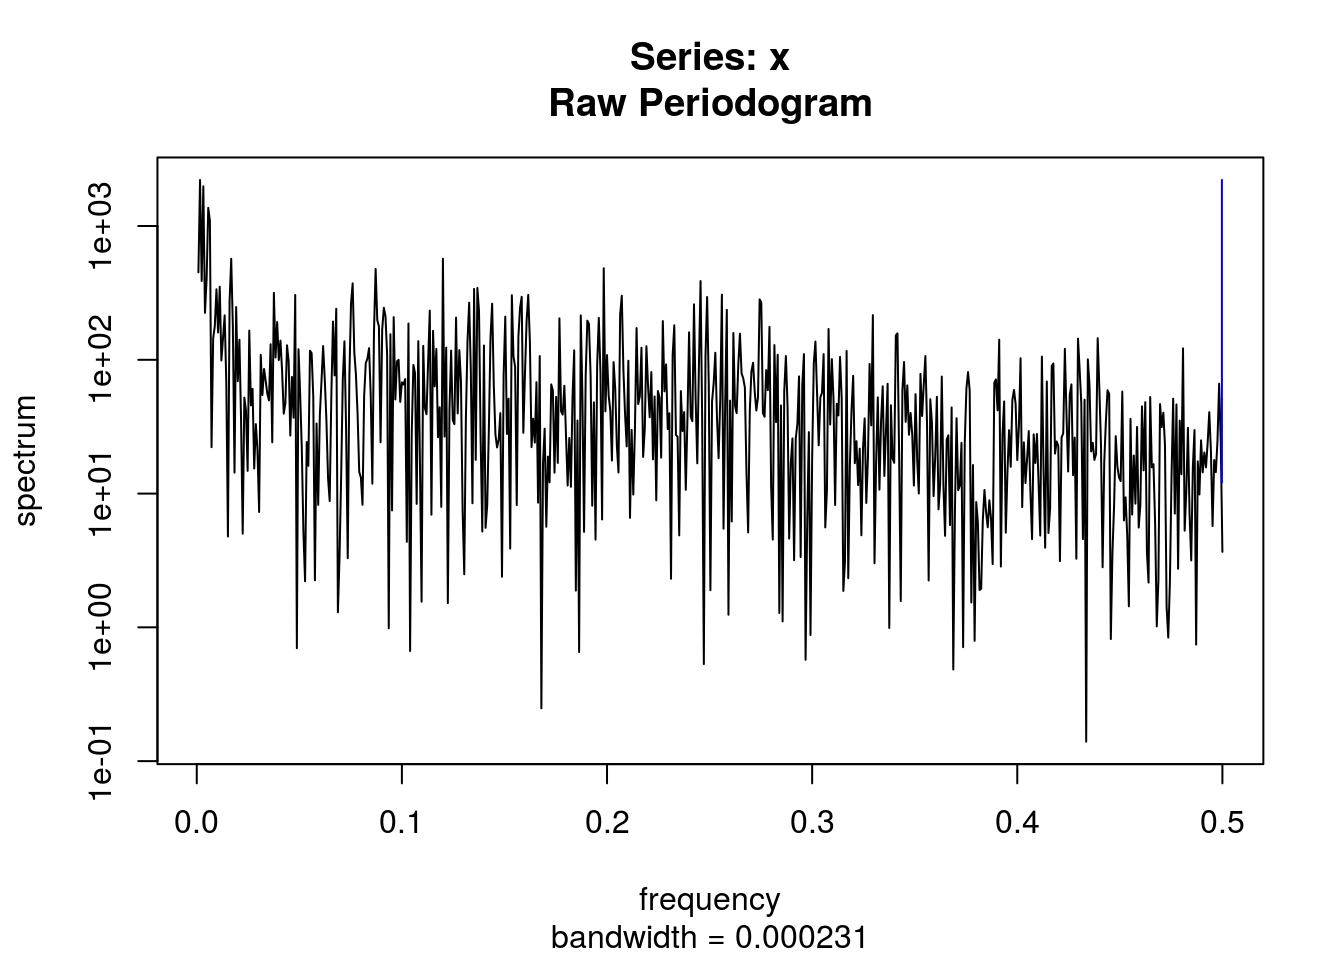 Series: x
Raw Periodogram
spectrum
1e+03
1e+02
1e+01
1e+00
1e-01
0.0 0.1 0.2 0.3 0.4 0.5
frequency
bandwidth = 0.000231